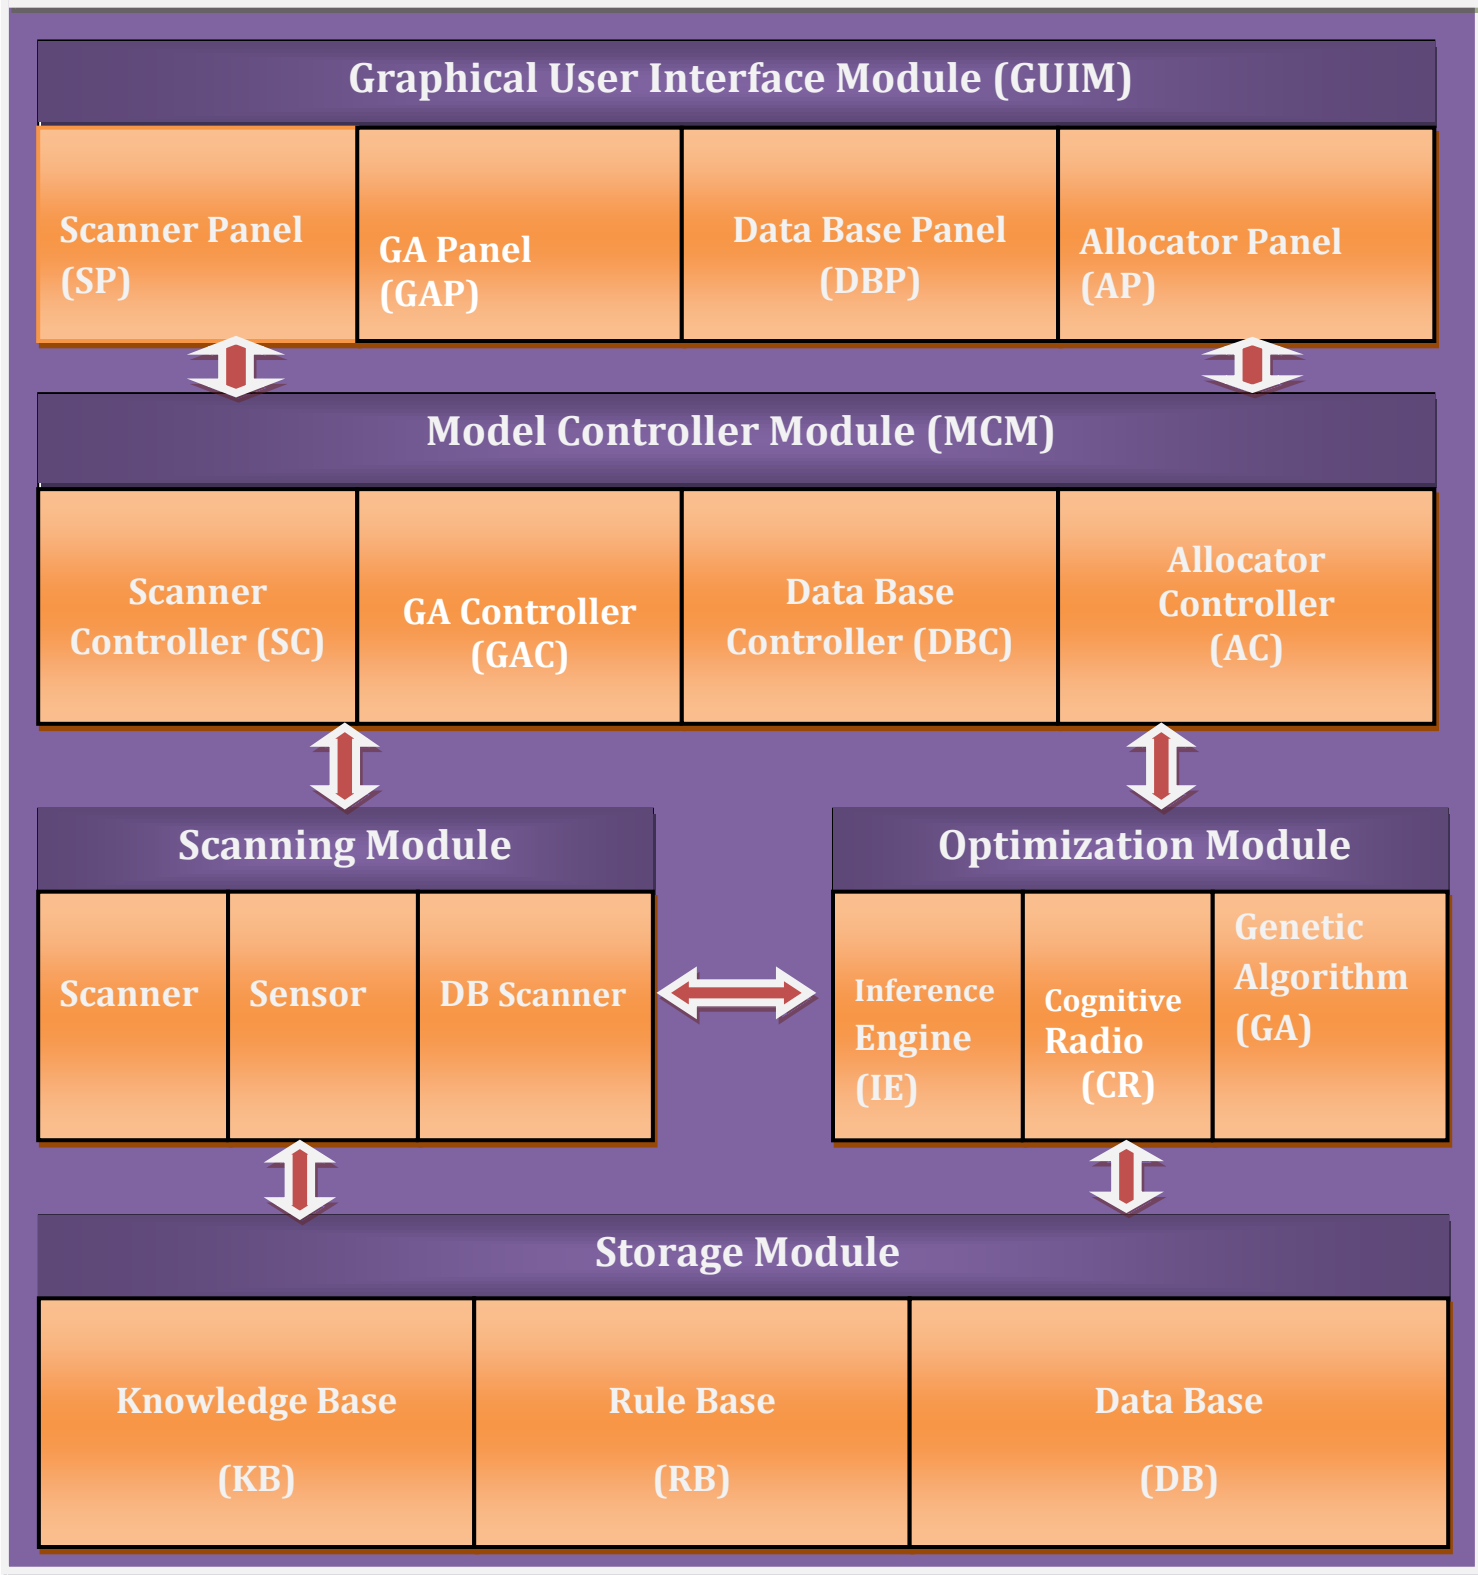 Graphical User Interface Module (GUIM)
Scanner Panel
(SP)
GA Panel
(GAP)
Data Base Panel
(DBP)
Allocator Panel
(AP)
Model Controller Module (MCM)
Scanner
Controller (SC)
GA Controller
(GAC)
Data Base
Controller (DBC)
Allocator
Controller
(AC)
Scanning Module
Scanner
Sensor
DB Scanner
Optimization Module
Inference
Engine
(IE)
Cognitive
Radio
(CR)
Genetic
Algorithm
(GA)
Storage Module
Knowledge Base
(KB)
Rule Base
(RB)
Data Base
(DB)